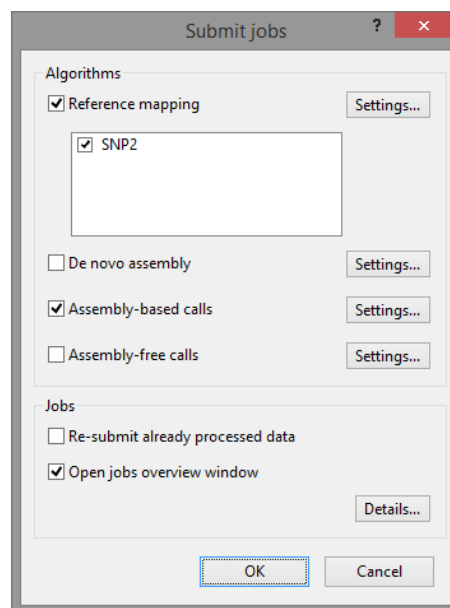 Submit jobs
?
×
Algorithms
Reference mapping
Settings...
SNP2
De novo assembly
Settings...
Assembly-based calls
Settings...
Assembly-free calls
Settings...
Jobs
Re-submit already processed data
Open jobs overview window
Details...
OK
Cancel